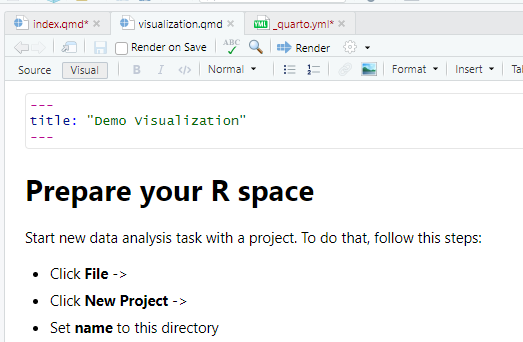 index.qmd* visualization.qmd YML _quarto.yml*
Render on Save ABC Render
Source Visual B I </> Normal Format Insert
---
title: "Demo Visualization"
---
Prepare your R space
Start new data analysis task with a project. To do that, follow this steps:
Click File ->
Click New Project ->
Set name to this directory